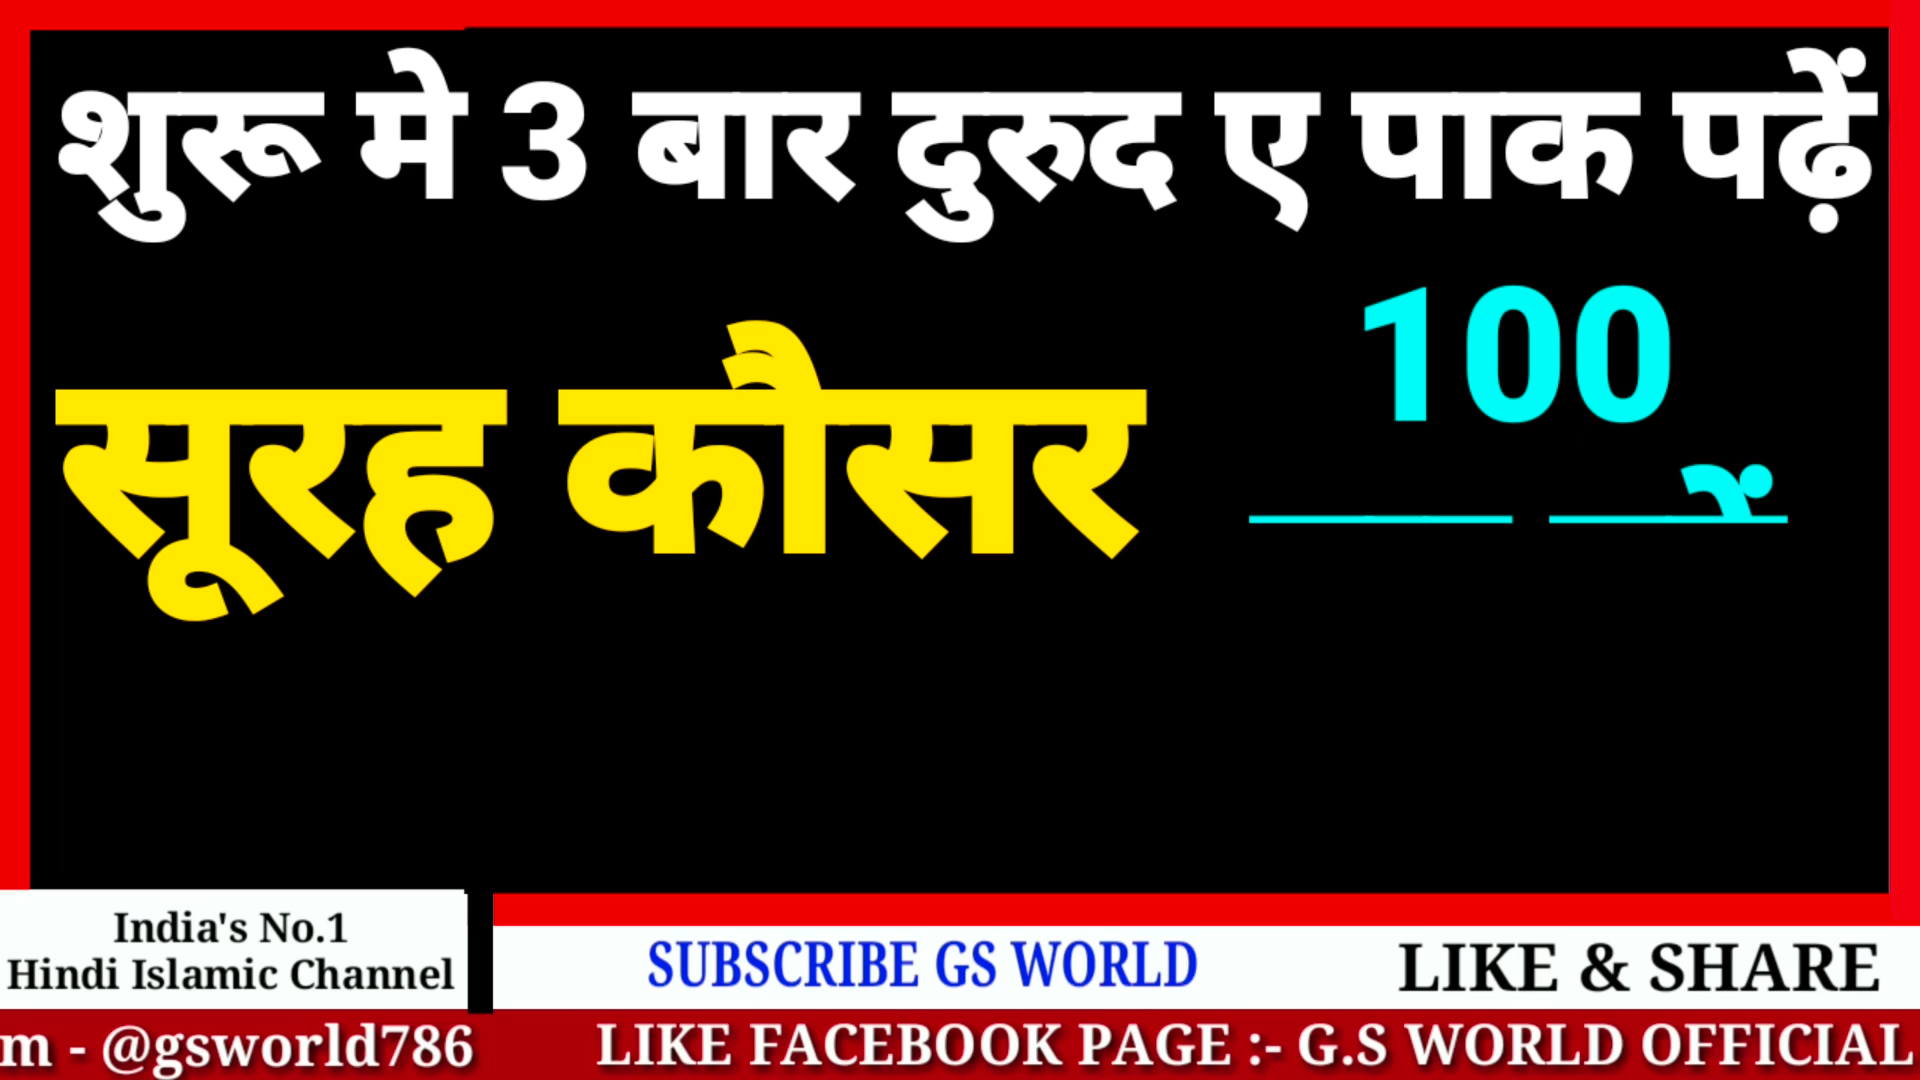 शुरू मे 3 बार दुरुद ए पाक पढ़ें
सूरह कौसर
100
India's No.1
Hindi Islamic Channel
SUBSCRIBE GS WORLD
LIKE & SHARE
m - @gsworld786 LIKE FACEBOOK PAGE :- G.S WORLD OFFICIAL